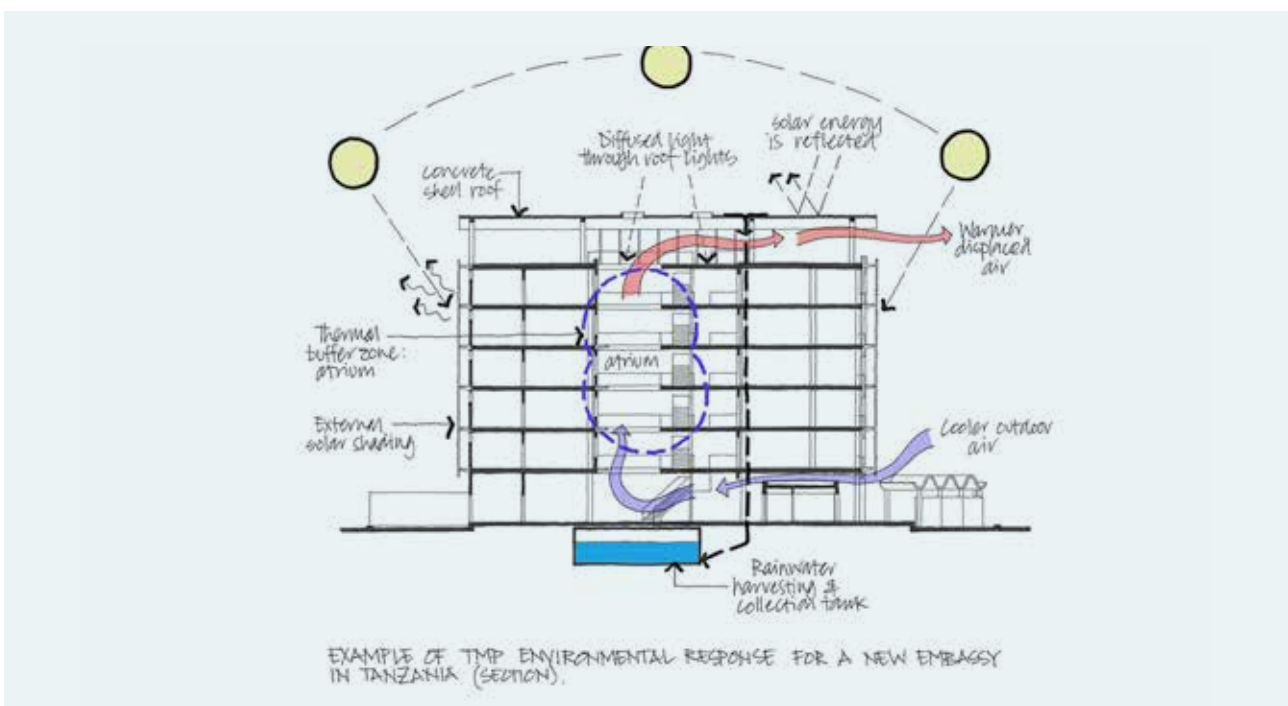 Diffused light
through roof lights
solar energy
is reflected
concrete
shell roof
Warmer
displaced
air
Thermal
buffer zone:
atrium
atrium
External
solar shading
Cooler outdoor
air
Rainwater
harvesting &
collection tank
EXAMPLE OF TMP ENVIRONMENTAL RESPONSE FOR A NEW EMBASSY
IN TANZANIA (SECTION).